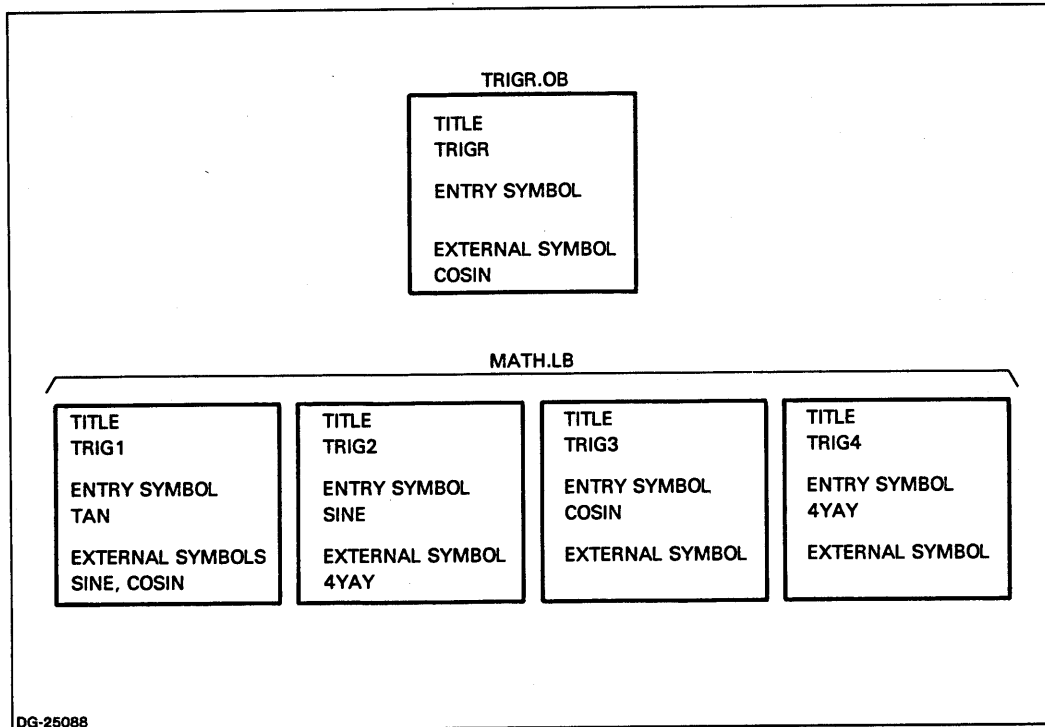 TRIGR.OB
TITLE
TRIGR
ENTRY SYMBOL
EXTERNAL SYMBOL
COSIN
MATH.LB
TITLE
TRIG1
ENTRY SYMBOL
TAN
EXTERNAL SYMBOLS
SINE, COSIN
TITLE
TRIG2
ENTRY SYMBOL
SINE
EXTERNAL SYMBOL
4YAY
TITLE
TRIG3
ENTRY SYMBOL
COSIN
EXTERNAL SYMBOL
TITLE
TRIG4
ENTRY SYMBOL
4YAY
EXTERNAL SYMBOL
DG-25088